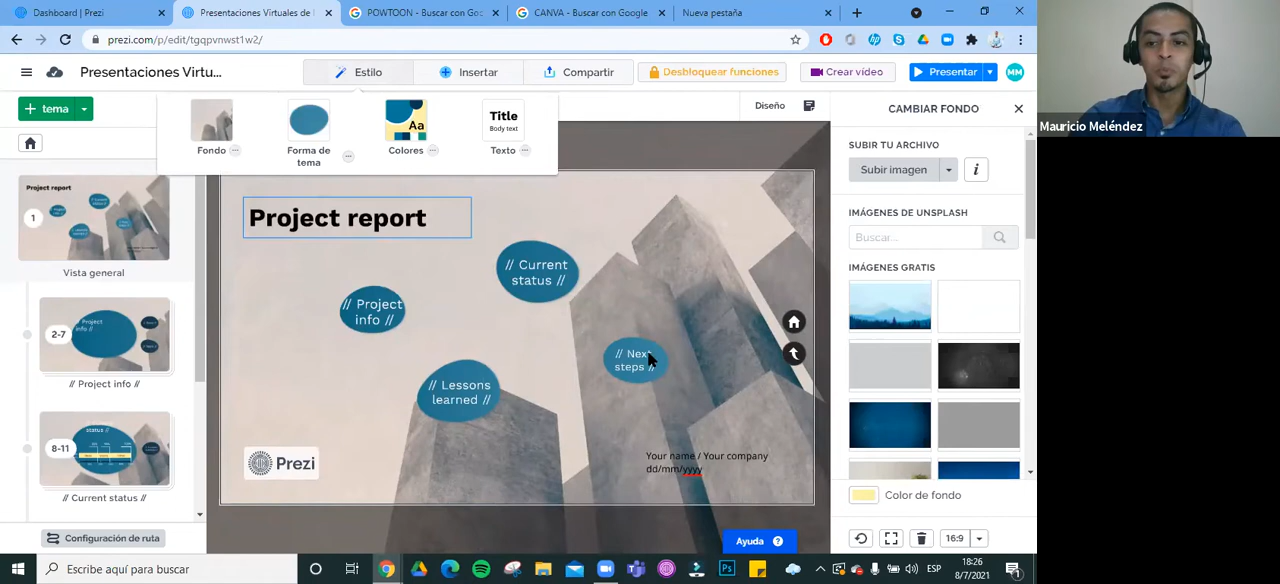 Dashboard | Prezi
Presentaciones Virtuales de
POWTOON - Buscar con Goo
CANVA - Buscar con Google
Nueva pestaña
prezi.com/p/edit/tgqpvnwst1w2/
Presentaciones Virtu...
Estilo
Insertar
Compartir
Desbloquear funciones
Crear vídeo
Presentar
MM
Mauricio Meléndez
+ tema
Fondo
Forma de
tema
Aa
Colores
Title
Body text
Texto
Diseño
CAMBIAR FONDO
SUBIR TU ARCHIVO
Subir imagen
i
IMÁGENES DE UNSPLASH
Buscar...
IMÁGENES GRATIS
Color de fondo
16:9
Project report
1
Vista general
2-7
// Project
info //
// Project info //
8-11
status //
// Current status //
Configuración de ruta
Project report
// Current
status //
// Project
info //
// Next
steps //
// Lessons
learned //
Prezi
Your name / Your company
dd/mm/yyyy
Ayuda ?
Escribe aquí para buscar
ESP
18:26
8/7/2021